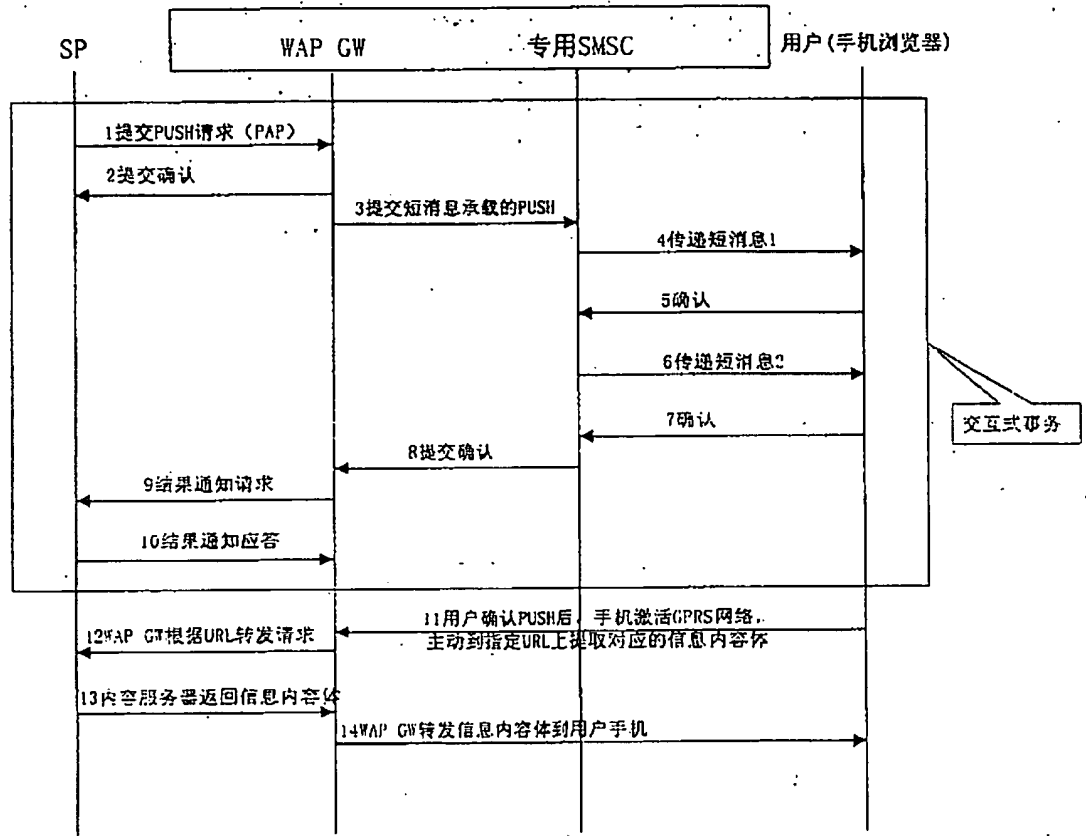 SP
WAP GW
专用SMSC
用户(手机浏览器)
1提交PUSH请求（PAP）
2提交确认
3提交短消息承载的PUSH
4传递短消息1
5确认
6传递短消息2
交互式事务
7确认
8提交确认
9结果通知请求
10结果通知应答
11用户确认PUSH后，手机激活GPRS网络，
主动到指定URL上提取对应的信息内容体
12WAP GW根据URL转发请求
13内容服务器返回信息内容体
14WAP GW转发信息内容体到用户手机